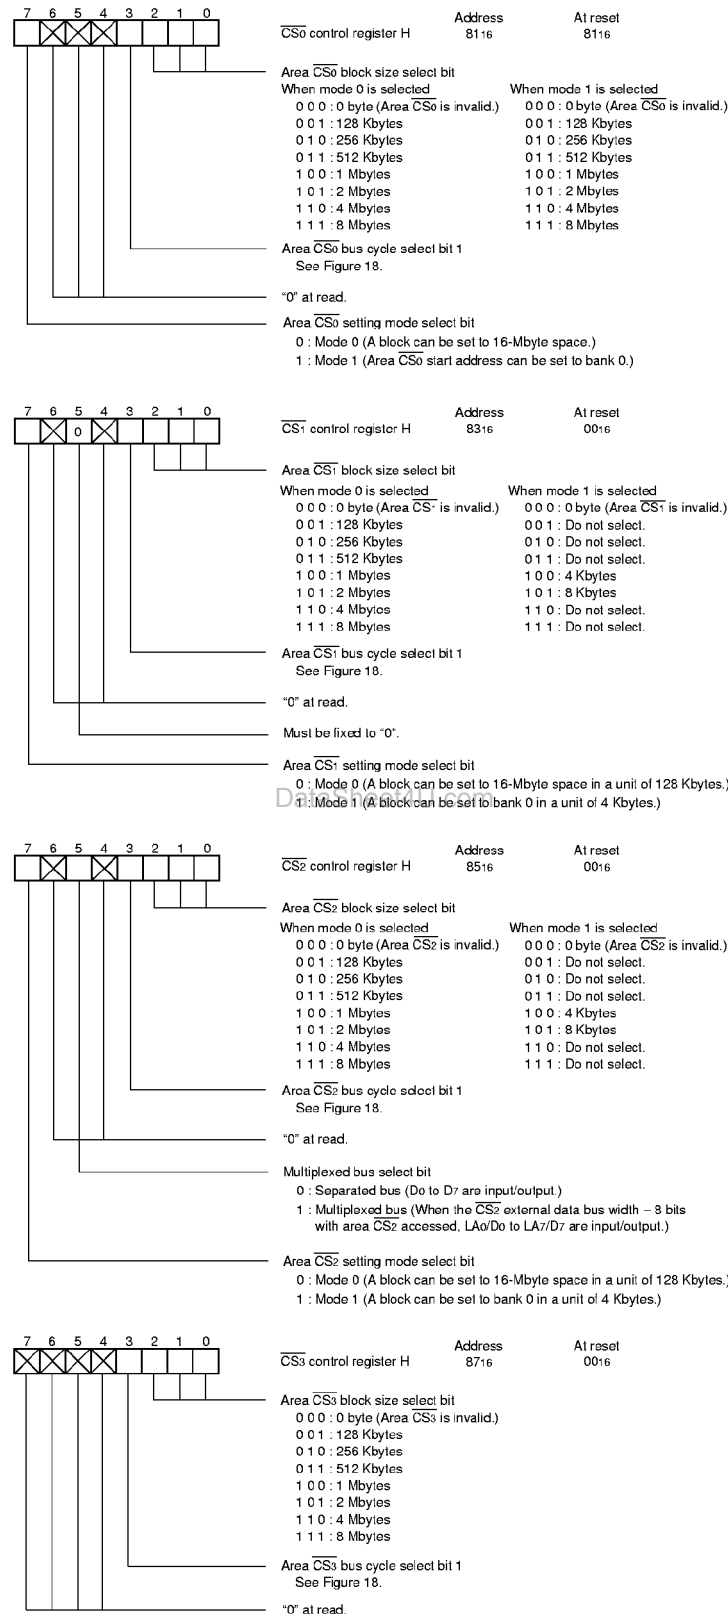 7 6 5 4 3 2 1 0
Address At reset
CS0 control register H 8116 8116
Area CS0 block size select bit
When mode 0 is selected When mode 1 is selected
0 0 0 : 0 byte (Area CS0 is invalid.) 0 0 0 : 0 byte (Area CS0 is invalid.)
0 0 1 : 128 Kbytes 0 0 1 : 128 Kbytes
0 1 0 : 256 Kbytes 0 1 0 : 256 Kbytes
0 1 1 : 512 Kbytes 0 1 1 : 512 Kbytes
1 0 0 : 1 Mbytes 1 0 0 : 1 Mbytes
1 0 1 : 2 Mbytes 1 0 1 : 2 Mbytes
1 1 0 : 4 Mbytes 1 1 0 : 4 Mbytes
1 1 1 : 8 Mbytes 1 1 1 : 8 Mbytes
Area CS0 bus cycle select bit 1
See Figure 18.
“0” at read.
Area CS0 setting mode select bit
0 : Mode 0 (A block can be set to 16-Mbyte space.)
1 : Mode 1 (Area CS0 start address can be set to bank 0.)
7 6 5 4 3 2 1 0
0
Address At reset
CS1 control register H 8316 0016
Area CS1 block size select bit
When mode 0 is selected When mode 1 is selected
0 0 0 : 0 byte (Area CS1 is invalid.) 0 0 0 : 0 byte (Area CS1 is invalid.)
0 0 1 : 128 Kbytes 0 0 1 : Do not select.
0 1 0 : 256 Kbytes 0 1 0 : Do not select.
0 1 1 : 512 Kbytes 0 1 1 : Do not select.
1 0 0 : 1 Mbytes 1 0 0 : 4 Kbytes
1 0 1 : 2 Mbytes 1 0 1 : 8 Kbytes
1 1 0 : 4 Mbytes 1 1 0 : Do not select.
1 1 1 : 8 Mbytes 1 1 1 : Do not select.
Area CS1 bus cycle select bit 1
See Figure 18.
“0” at read.
Must be fixed to “0”.
Area CS1 setting mode select bit
0 : Mode 0 (A block can be set to 16-Mbyte space in a unit of 128 Kbytes.)
DataSheet4U.com
1 : Mode 1 (A block can be set to bank 0 in a unit of 4 Kbytes.)
7 6 5 4 3 2 1 0
Address At reset
CS2 control register H 8516 0016
Area CS2 block size select bit
When mode 0 is selected When mode 1 is selected
0 0 0 : 0 byte (Area CS2 is invalid.) 0 0 0 : 0 byte (Area CS2 is invalid.)
0 0 1 : 128 Kbytes 0 0 1 : Do not select.
0 1 0 : 256 Kbytes 0 1 0 : Do not select.
0 1 1 : 512 Kbytes 0 1 1 : Do not select.
1 0 0 : 1 Mbytes 1 0 0 : 4 Kbytes
1 0 1 : 2 Mbytes 1 0 1 : 8 Kbytes
1 1 0 : 4 Mbytes 1 1 0 : Do not select.
1 1 1 : 8 Mbytes 1 1 1 : Do not select.
Area CS2 bus cycle select bit 1
See Figure 18.
“0” at read.
Multiplexed bus select bit
0 : Separated bus (D0 to D7 are input/output.)
1 : Multiplexed bus (When the CS2 external data bus width = 8 bits
with area CS2 accessed, LA0/D0 to LA7/D7 are input/output.)
Area CS2 setting mode select bit
0 : Mode 0 (A block can be set to 16-Mbyte space in a unit of 128 Kbytes.)
1 : Mode 1 (A block can be set to bank 0 in a unit of 4 Kbytes.)
7 6 5 4 3 2 1 0
Address At reset
CS3 control register H 8716 0016
Area CS3 block size select bit
0 0 0 : 0 byte (Area CS3 is invalid.)
0 0 1 : 128 Kbytes
0 1 0 : 256 Kbytes
0 1 1 : 512 Kbytes
1 0 0 : 1 Mbytes
1 0 1 : 2 Mbytes
1 1 0 : 4 Mbytes
1 1 1 : 8 Mbytes
Area CS3 bus cycle select bit 1
See Figure 18.
“0” at read.